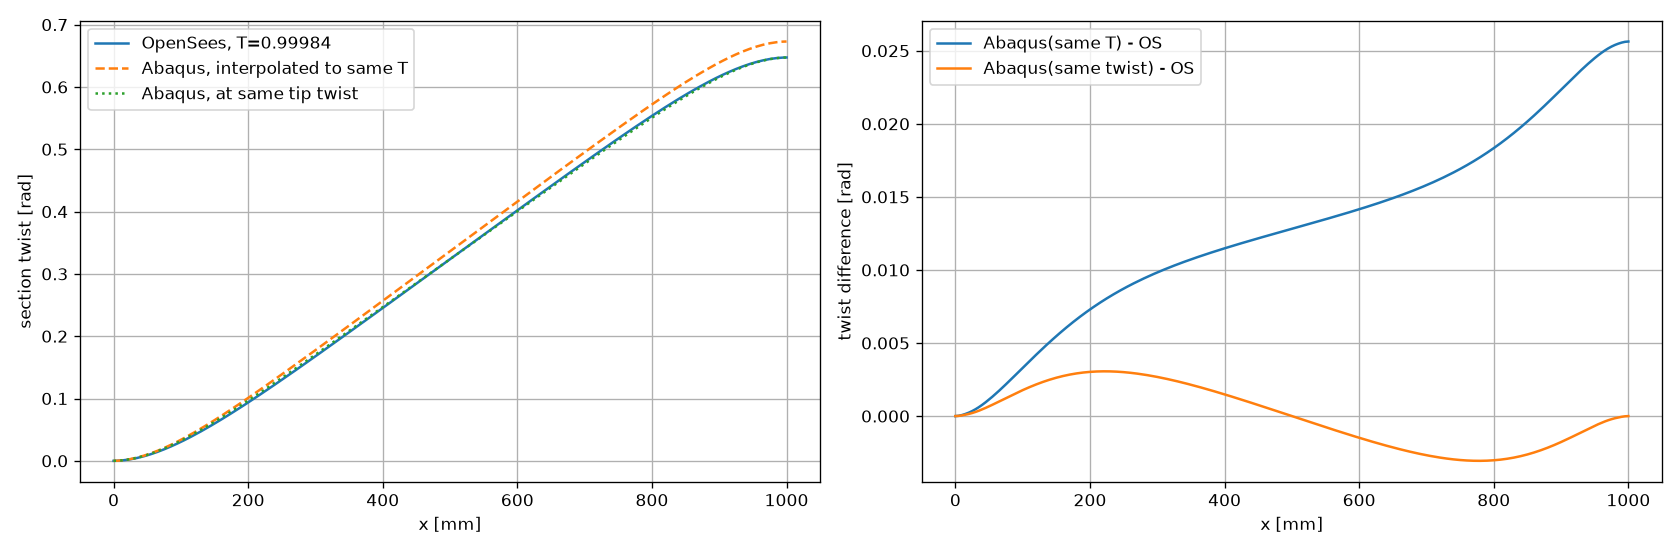 OpenSees, T=0.99984
Abaqus, interpolated to same T
Abaqus, at same tip twist
section twist [rad]
0.7
0.6
0.5
0.4
0.3
0.2
0.1
0.0
0 200 400 600 800 1000
x [mm]
Abaqus(same T) - OS
Abaqus(same twist) - OS
twist difference [rad]
0.025
0.020
0.015
0.010
0.005
0.000
0 200 400 600 800 1000
x [mm]